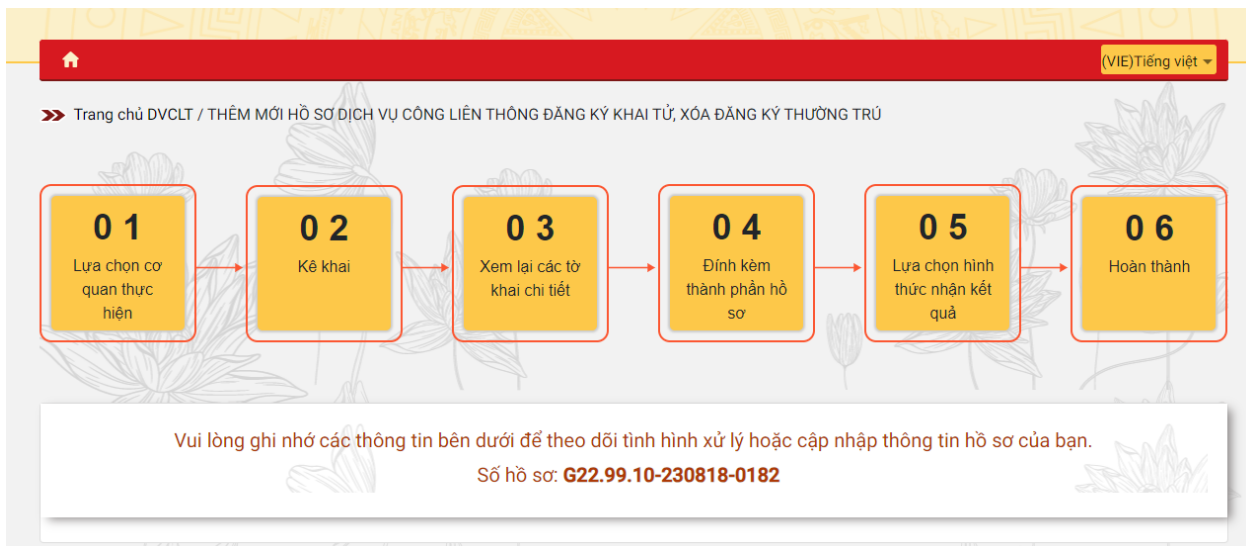 (VIE)Tiếng việt
Trang chủ DVCLT / THÊM MỚI HỒ SƠ DỊCH VỤ CÔNG LIÊN THÔNG ĐĂNG KÝ KHAI TỬ, XÓA ĐĂNG KÝ THƯỜNG TRÚ
0 1
Lựa chọn cơ
quan thực
hiện
0 2
Kê khai
0 3
Xem lại các tờ
khai chi tiết
0 4
Đính kèm
thành phần hồ
sơ
0 5
Lựa chọn hình
thức nhận kết
quả
0 6
Hoàn thành
Vui lòng ghi nhớ các thông tin bên dưới để theo dõi tình hình xử lý hoặc cập nhập thông tin hồ sơ của bạn.
Số hồ sơ: G22.99.10-230818-0182